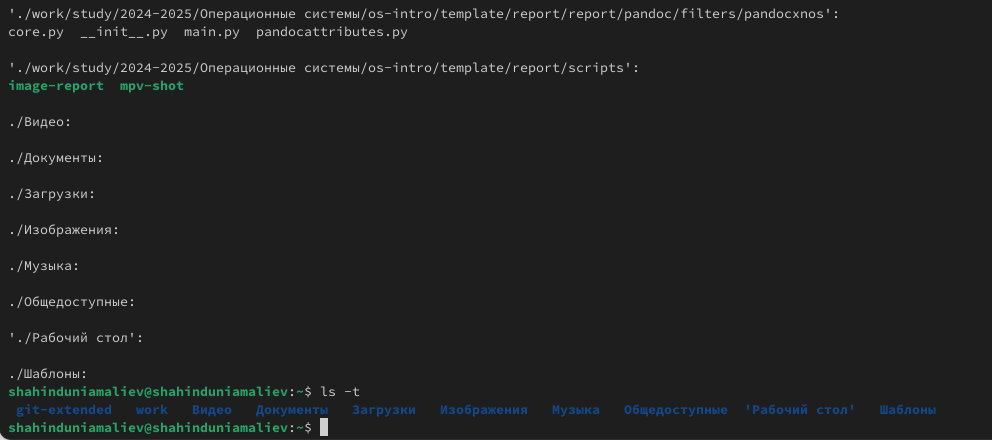 './work/study/2024-2025/Операционные системы/os-intro/template/report/report/pandoc/filters/pandocxnos':
core.py  __init__.py  main.py  pandocattributes.py
'./work/study/2024-2025/Операционные системы/os-intro/template/report/scripts':
image-report  mpv-shot
./Видео:
./Документы:
./Загрузки:
./Изображения:
./Музыка:
./Общедоступные:
'./Рабочий стол':
./Шаблоны:
shahinduniamaliev@shahinduniamaliev:~$ ls -t
git-extended  work  Видео  Документы  Загрузки  Изображения  Музыка  Общедоступные  'Рабочий стол'  Шаблоны
shahinduniamaliev@shahinduniamaliev:~$